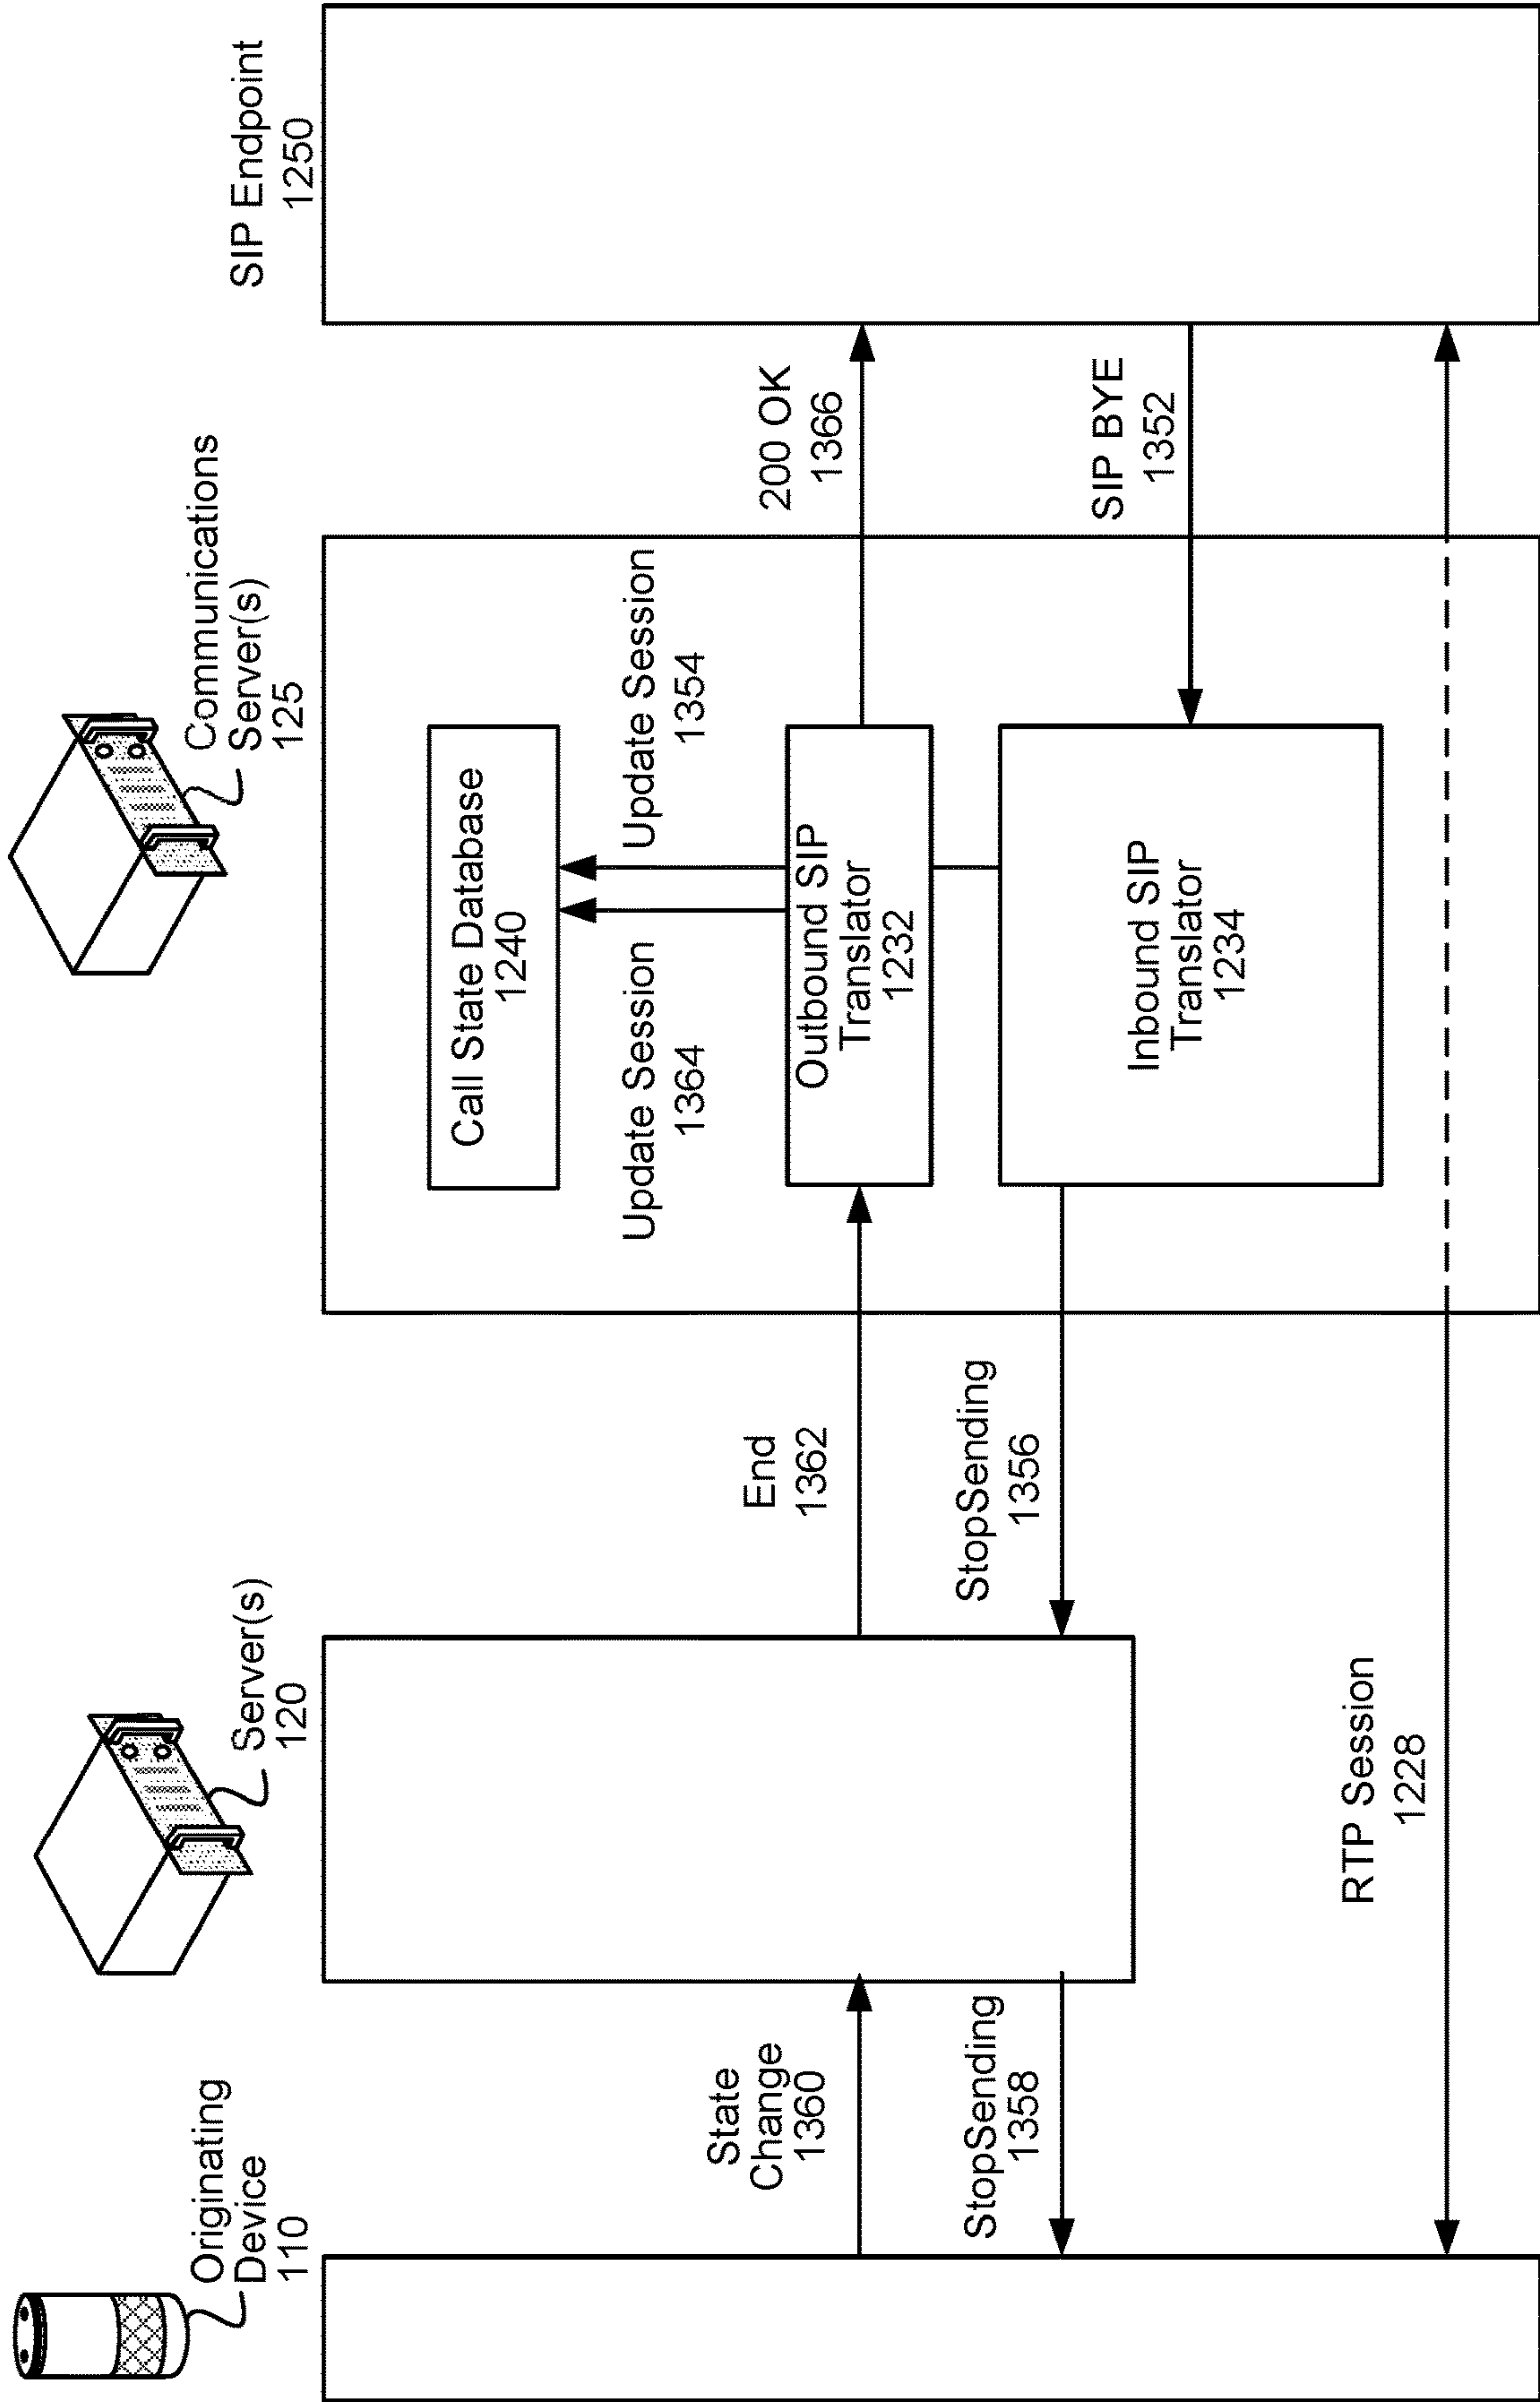 Originating
Device
110
Server(s)
120
Communications
Server(s)
125
SIP Endpoint
1250
Call State Database
1240
Update Session
1364
Update Session
1354
Outbound SIP
Translator
1232
Inbound SIP
Translator
1234
State
Change
1360
End
1362
200 OK
1366
StopSending
1358
StopSending
1356
SIP BYE
1352
RTP Session
1228